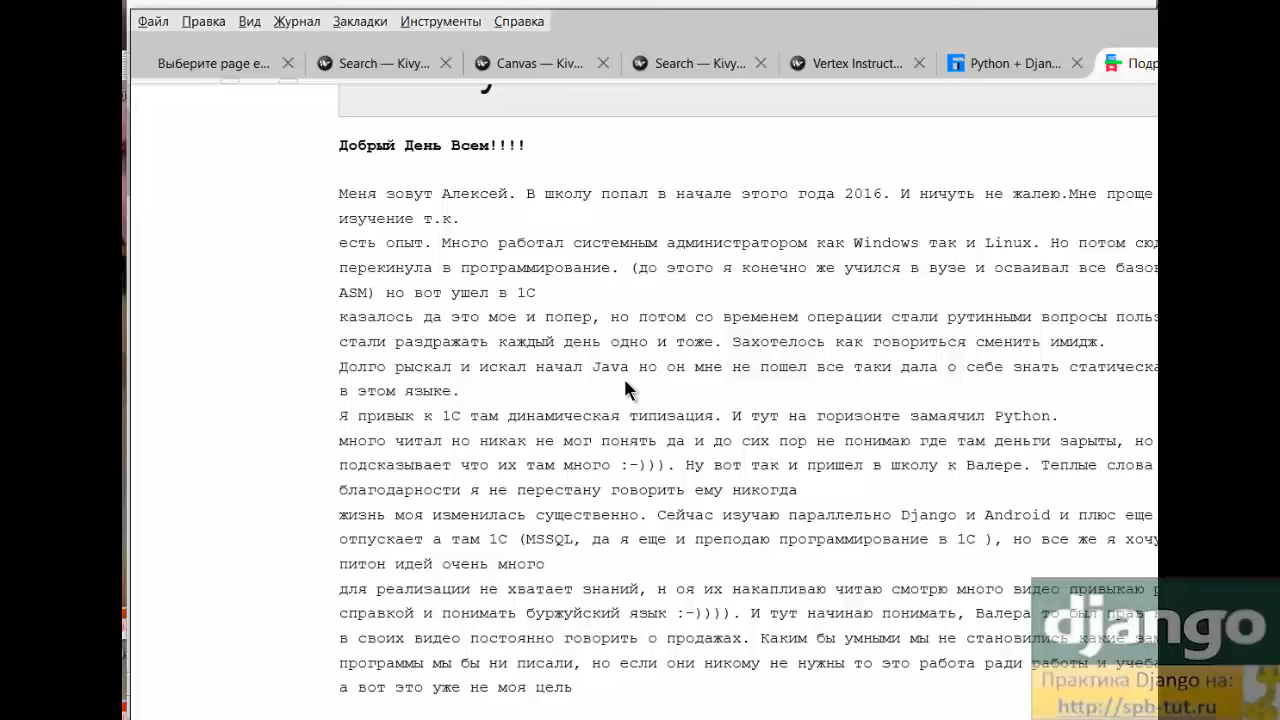 Файл Правка Вид Журнал Закладки Инструменты Справка
Выберите page e... Search — Kivy... Canvas — Kiv... Search — Kivy... Vertex Instruct... Python + Djan... Подр
Добрый День Всем!!!!
Меня зовут Алексей. В школу попал в начале этого года 2016. И ничуть не жалею.Мне проще
изучение т.к.
есть опыт. Много работал системным администратором как Windows так и Linux. Но потом сюд
перекинула в программирование. (до этого я конечно же учился в вузе и осваивал все базо
ASM) но вот ушел в 1С
казалось да это мое и попер, но потом со временем операции стали рутинными вопросы польз
стали раздражать каждый день одно и тоже. Захотелось как говориться сменить имидж.
Долго рыскал и искал начал Java но он мне не пошел все таки дала о себе знать статическа
в этом языке.
Я привык к 1С там динамическая типизация. И тут на горизонте замаячил Python.
много читал но никак не мог понять да и до сих пор не понимаю где там деньги зарыты, но
подсказывает что их там много :-))). Ну вот так и пришел в школу к Валере. Теплые слова
благодарности я не перестану говорить ему никогда
жизнь моя изменилась существенно. Сейчас изучаю параллельно Django и Android и плюс еще
отпускает а там 1С (MSSQL, да я еще и преподаю программирование в 1С ), но все же я хочу
питон идей очень много
для реализации не хватает знаний, н оя их накапливаю читаю смотрю много видео привыкаю р
справкой и понимать буржуйский язык :-)))). И тут начинаю понимать, Валера то был прав
в своих видео постоянно говорить о продажах. Каким бы умными мы не становились какие
программы мы бы ни писали, но если они никому не нужны то это работа ради работы и учеба
а вот это уже не моя цель
django
Практика Django на:
http://spb-tut.ru